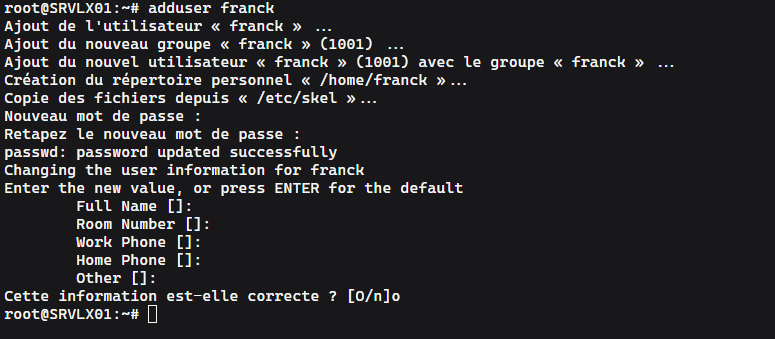 root@SRVLX01:~# adduser franck
Ajout de l'utilisateur « franck » ...
Ajout du nouveau groupe « franck » (1001) ...
Ajout du nouvel utilisateur « franck » (1001) avec le groupe « franck » ...
Création du répertoire personnel « /home/franck »...
Copie des fichiers depuis « /etc/skel »...
Nouveau mot de passe :
Retapez le nouveau mot de passe :
passwd: password updated successfully
Changing the user information for franck
Enter the new value, or press ENTER for the default
Full Name []:
Room Number []:
Work Phone []:
Home Phone []:
Other []:
Cette information est-elle correcte ? [O/n]o
root@SRVLX01:~#